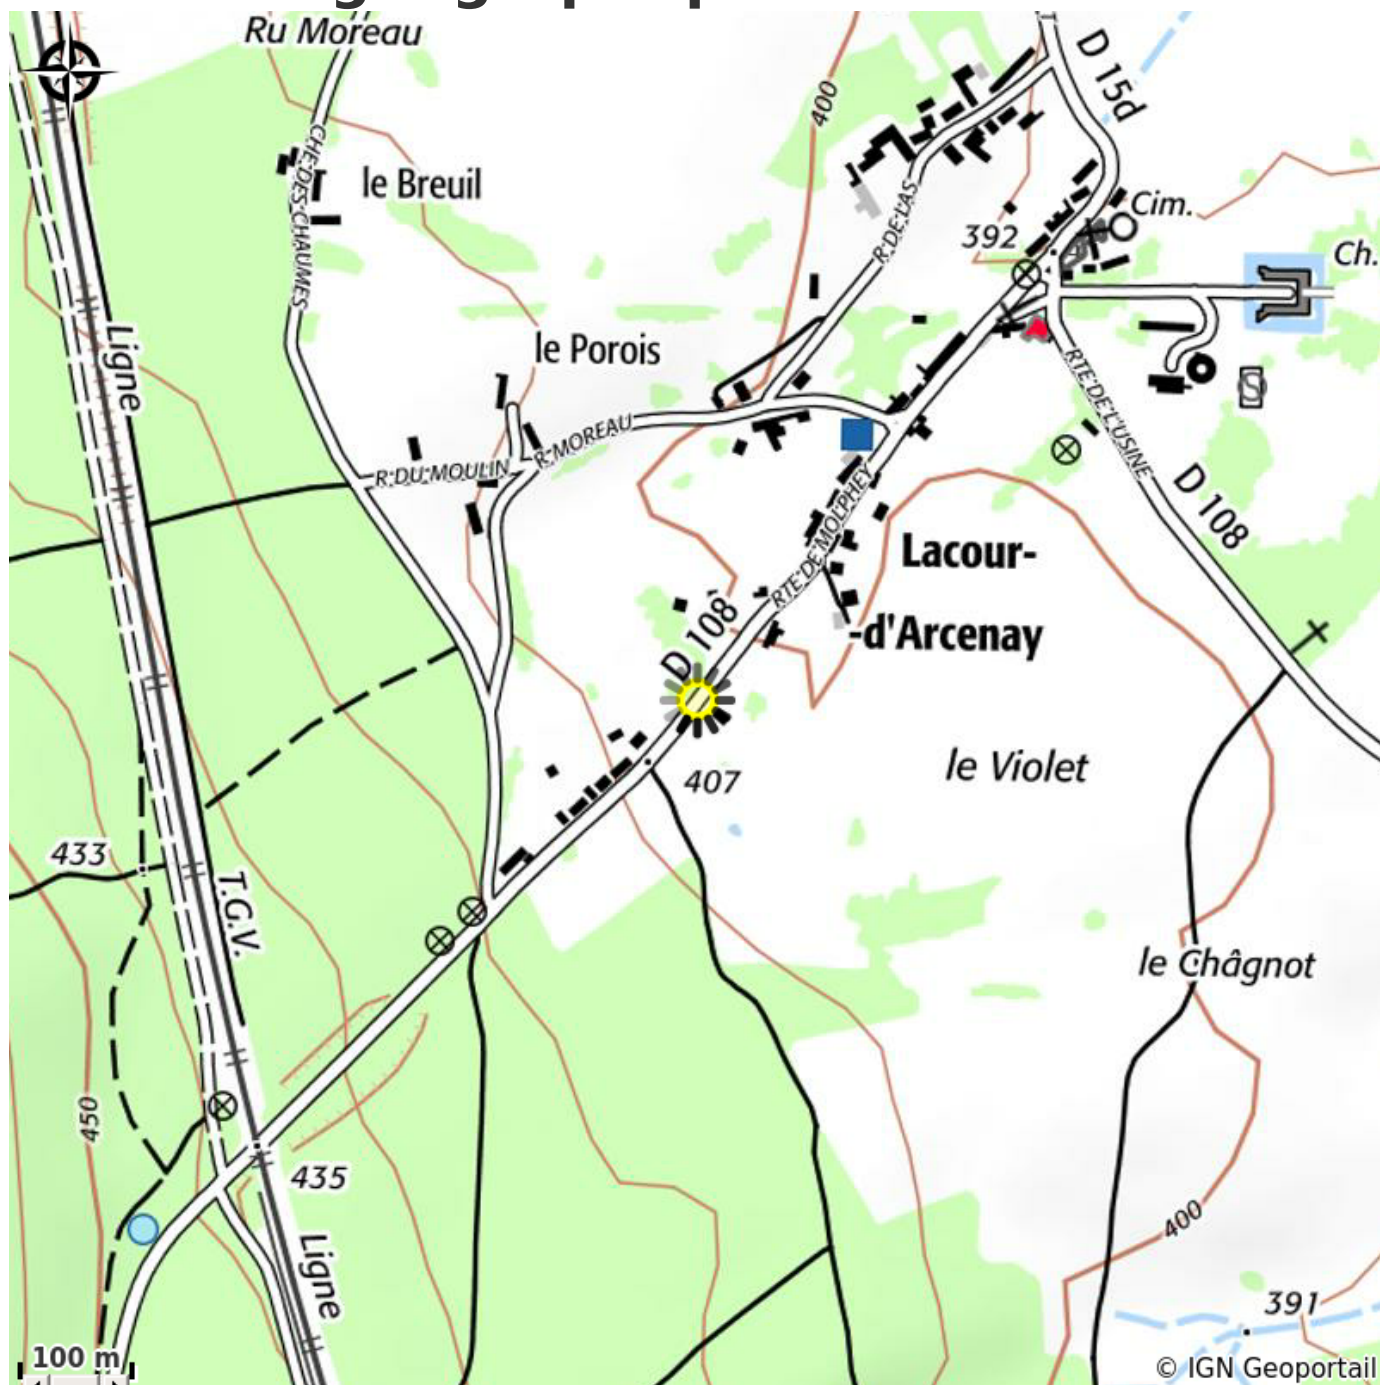 Ru Moreau
D 15d
400
CHE DES CHAUMES
le Breuil
R DE L'AS
Cim.
392
Ch.
Ligne
le Porois
RTE DE L'USINE
R MOREAU
R DU MOULIN
D 108
RTE DE MOLPHEY
Lacour-
-d'Arcenay
D 108
407
le Violet
433
T.G.V.
le Châgnot
450
435
400
Ligne
391
100 m
© IGN Geoportail